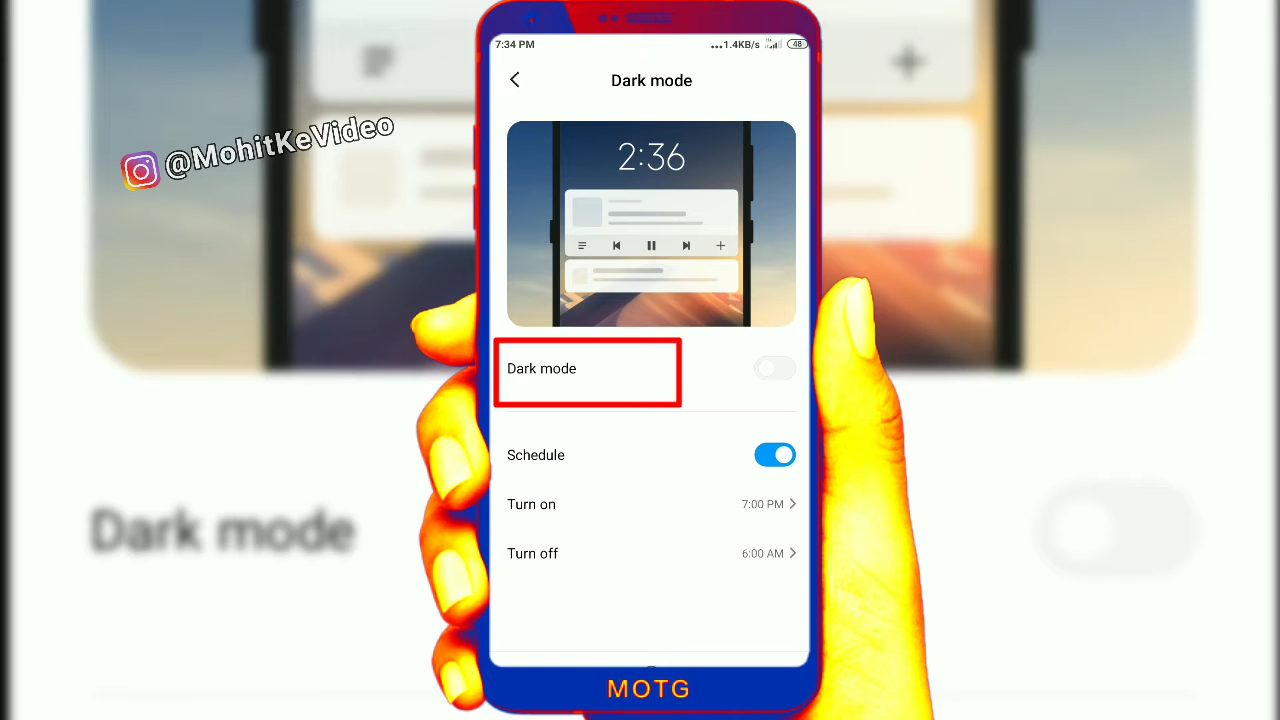 7:34 PM
...1.4KB/s
48
Dark mode
@MohitKeVideo
2:36
Dark mode
Schedule
Turn on
7:00 PM
Turn off
6:00 AM
Dark mode
MOTG